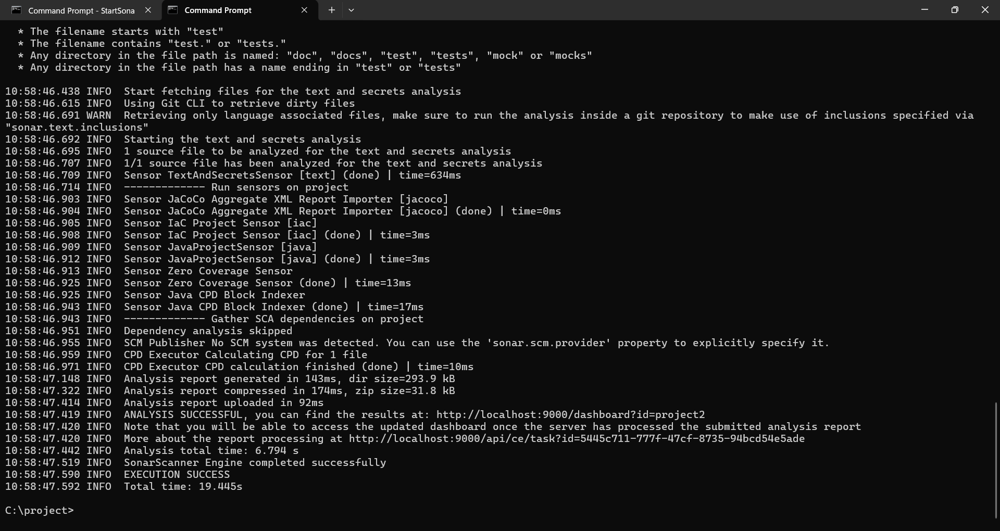 Command Prompt - StartSona
Command Prompt
* The filename starts with "test"
* The filename contains "test." or "tests."
* Any directory in the file path is named: "doc", "docs", "test", "tests", "mock" or "mocks"
* Any directory in the file path has a name ending in "test" or "tests"
10:58:46.438 INFO  Start fetching files for the text and secrets analysis
10:58:46.615 INFO  Using Git CLI to retrieve dirty files
10:58:46.691 WARN  Retrieving only language associated files, make sure to run the analysis inside a git repository to make use of inclusions specified via
"sonar.text.inclusions"
10:58:46.692 INFO  Starting the text and secrets analysis
10:58:46.695 INFO  1 source file to be analyzed for the text and secrets analysis
10:58:46.707 INFO  1/1 source file has been analyzed for the text and secrets analysis
10:58:46.709 INFO  Sensor TextAndSecretsSensor [text] (done) | time=634ms
10:58:46.714 INFO  ------------- Run sensors on project
10:58:46.903 INFO  Sensor JaCoCo Aggregate XML Report Importer [jacoco]
10:58:46.904 INFO  Sensor JaCoCo Aggregate XML Report Importer [jacoco] (done) | time=0ms
10:58:46.905 INFO  Sensor IaC Project Sensor [iac]
10:58:46.908 INFO  Sensor IaC Project Sensor [iac] (done) | time=3ms
10:58:46.909 INFO  Sensor JavaProjectSensor [java]
10:58:46.912 INFO  Sensor JavaProjectSensor [java] (done) | time=3ms
10:58:46.913 INFO  Sensor Zero Coverage Sensor
10:58:46.925 INFO  Sensor Zero Coverage Sensor (done) | time=13ms
10:58:46.925 INFO  Sensor Java CPD Block Indexer
10:58:46.943 INFO  Sensor Java CPD Block Indexer (done) | time=17ms
10:58:46.943 INFO  ------------- Gather SCA dependencies on project
10:58:46.951 INFO  Dependency analysis skipped
10:58:46.955 INFO  SCM Publisher No SCM system was detected. You can use the 'sonar.scm.provider' property to explicitly specify it.
10:58:46.959 INFO  CPD Executor Calculating CPD for 1 file
10:58:46.971 INFO  CPD Executor CPD calculation finished (done) | time=10ms
10:58:47.148 INFO  Analysis report generated in 143ms, dir size=293.9 kB
10:58:47.322 INFO  Analysis report compressed in 174ms, zip size=31.8 kB
10:58:47.414 INFO  Analysis report uploaded in 92ms
10:58:47.419 INFO  ANALYSIS SUCCESSFUL, you can find the results at: http://localhost:9000/dashboard?id=project2
10:58:47.420 INFO  Note that you will be able to access the updated dashboard once the server has processed the submitted analysis report
10:58:47.420 INFO  More about the report processing at http://localhost:9000/api/ce/task?id=5445c711-777f-47cf-8735-94bcd54e5ade
10:58:47.442 INFO  Analysis total time: 6.794 s
10:58:47.519 INFO  SonarScanner Engine completed successfully
10:58:47.590 INFO  EXECUTION SUCCESS
10:58:47.592 INFO  Total time: 19.445s
C:\project>